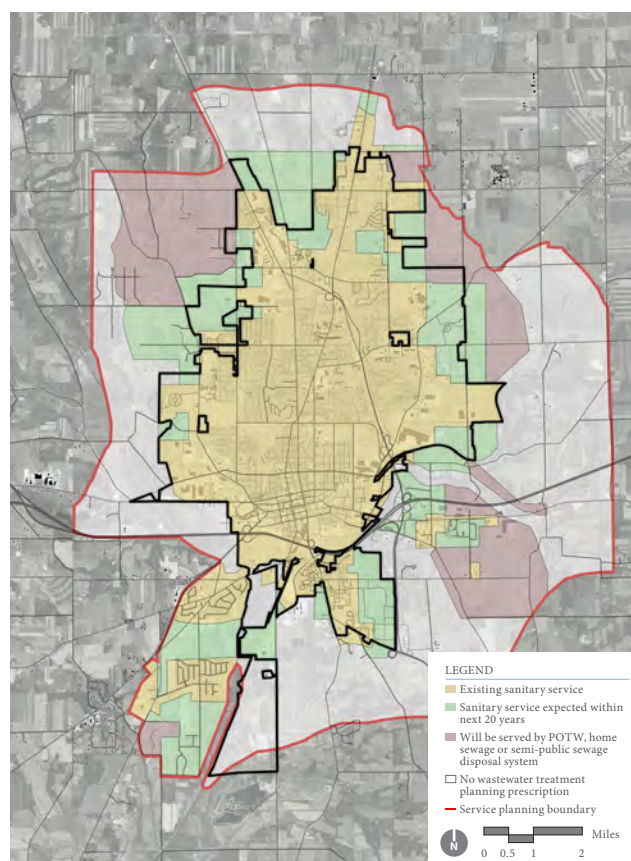 LEGEND
Existing sanitary service
Sanitary service expected within
next 20 years
Will be served by POTW, home
sewage or semi-public sewage
disposal system
No wastewater treatment
planning prescription
Service planning boundary
N
Miles
0 0.5 1 2